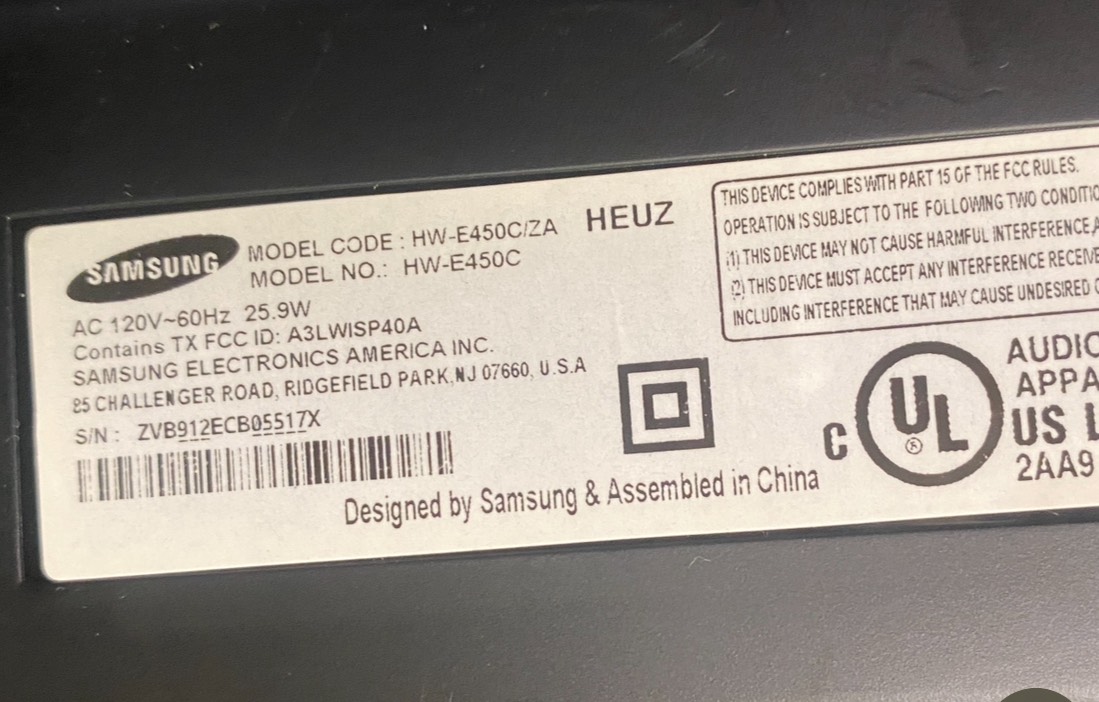 SAMSUNG
MODEL CODE : HW-E450C/ZA HEUZ
MODEL NO.: HW-E450C
AC 120V~60Hz 25.9W
Contains TX FCC ID: A3LWISP40A
SAMSUNG ELECTRONICS AMERICA INC.
85 CHALLENGER ROAD, RIDGEFIELD PARK, NJ 07660, U.S.A
S/N : ZVB912ECB05517X
Designed by Samsung & Assembled in China
THIS DEVICE COMPLIES WITH PART 15 OF THE FCC RULES.
OPERATION IS SUBJECT TO THE FOLLOWING TWO CONDITIO
(1) THIS DEVICE MAY NOT CAUSE HARMFUL INTERFERENCE, A
(2) THIS DEVICE MUST ACCEPT ANY INTERFERENCE RECEIVE
INCLUDING INTERFERENCE THAT MAY CAUSE UNDESIRED O
C UL ® US L
AUDIO
APPA
2AA9